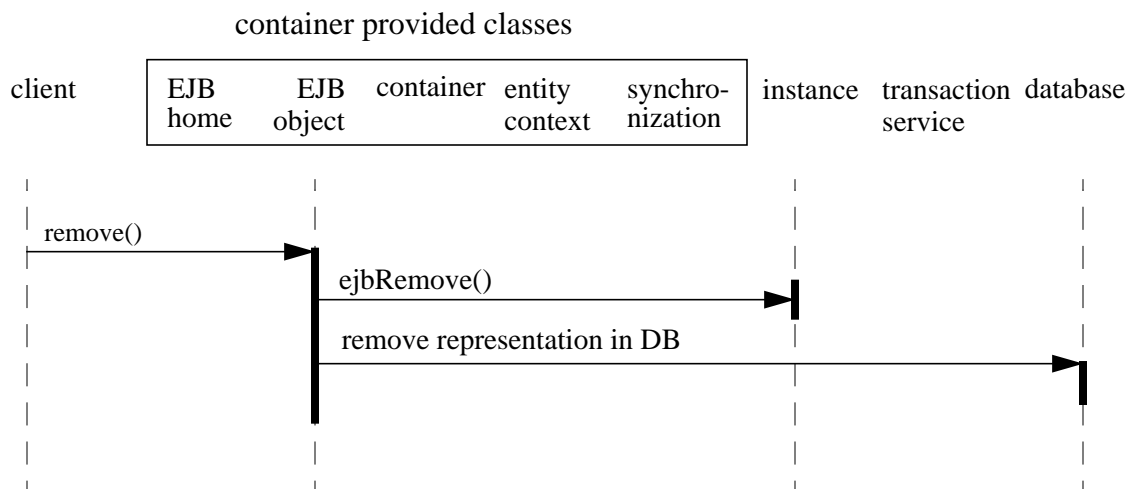 container provided classes
client
EJB
home
EJB
object
container
entity
context
synchro-
nization
instance
transaction
service
database
remove()
ejbRemove()
remove representation in DB